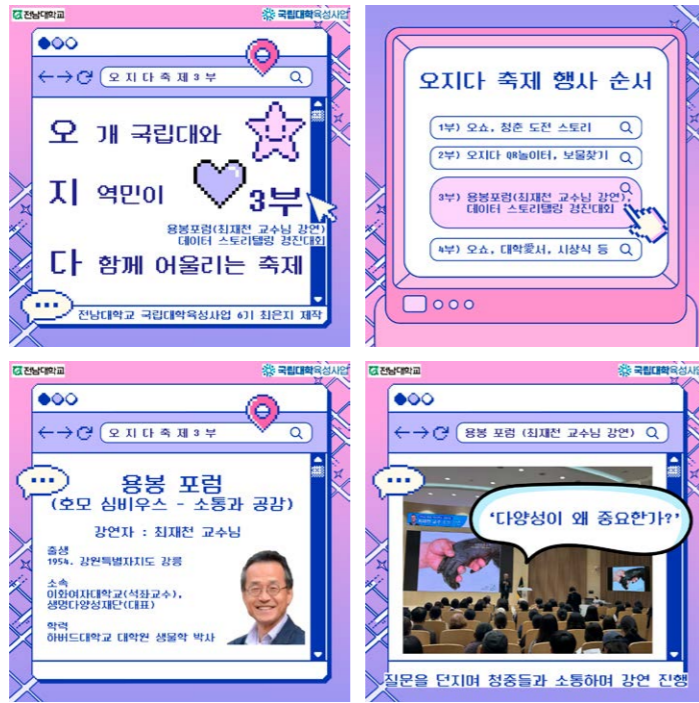 전남대학교
국립대학육성사업
오지다축제3부
오 개 국립대와
지 역민이
3부
용봉포럼(최재천 교수님 강연)
데이터 스토리텔링 경진대회
다 함께 어울리는 축제
전남대학교 국립대학육성사업 6기 최은지 제작
오지다 축제 행사 순서
1부) 오쇼, 청춘 도전 스토리
2부) 오지다 QR놀이터, 보물찾기
3부) 용봉포럼(최재천 교수님 강연),
데이터 스토리텔링 경진대회
4부) 오쇼, 대학愛서, 시상식 등
전남대학교
국립대학육성사업
오지다축제3부
용봉 포럼
(호모 심비우스 - 소통과 공감)
강연자 : 최재천 교수님
출생
1954. 강원특별자치도 강릉
소속
이화여자대학교(석좌교수),
생명다양성재단(대표)
학력
하버드대학교 대학원 생물학 박사
전남대학교
국립대학육성사업
용봉 포럼 (최재천 교수님 강연)
‘다양성이 왜 중요한가?’
질문을 던지며 청중들과 소통하며 강연 진행